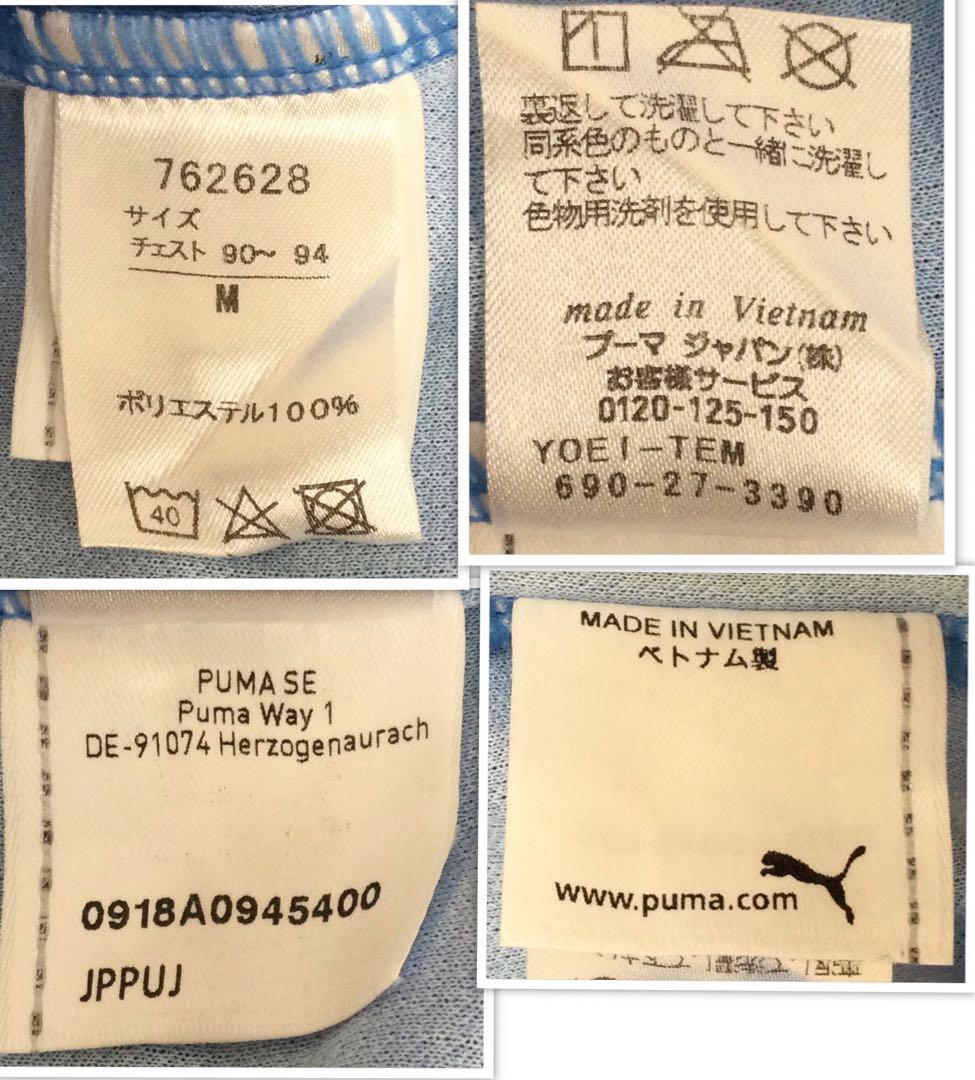 762628
サイズ
チェスト 90〜 94
M
ポリエステル100%
40
裏返しで洗濯して下さい
同系色のものと一緒に洗濯し
て下さい
色物用洗剤を使用して下さい
made in Vietnam
プーマ ジャパン(株)
お客様サービス
0120-125-150
YOEI-TEM
690-27-3390
PUMA SE
Puma Way 1
DE-91074 Herzogenaurach
0918A0945400
JPPUJ
MADE IN VIETNAM
ベトナム製
www.puma.com